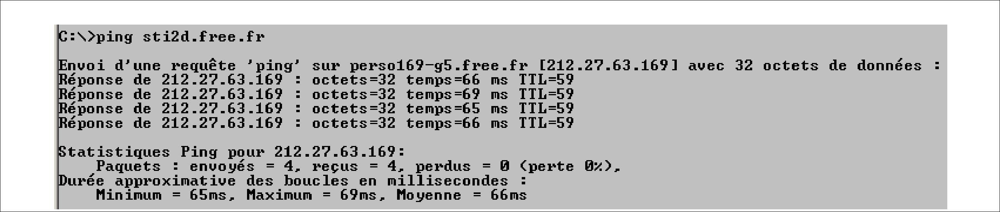 C:\>ping sti2d.free.fr
Envoi d'une requête 'ping' sur perso169-g5.free.fr [212.27.63.169] avec 32 octets de données :
Réponse de 212.27.63.169 : octets=32 temps=66 ms TTL=59
Réponse de 212.27.63.169 : octets=32 temps=69 ms TTL=59
Réponse de 212.27.63.169 : octets=32 temps=65 ms TTL=59
Réponse de 212.27.63.169 : octets=32 temps=66 ms TTL=59
Statistiques Ping pour 212.27.63.169:
Paquets : envoyés = 4, reçus = 4, perdus = 0 (perte 0%),
Durée approximative des boucles en millisecondes :
Minimum = 65ms, Maximum = 69ms, Moyenne = 66ms